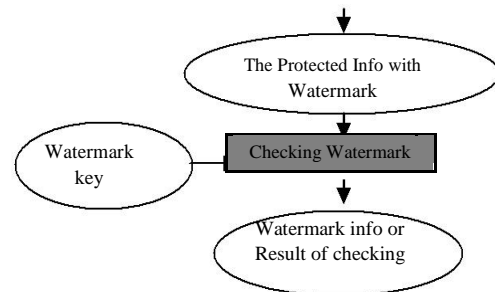 The Protected Info with
Watermark
Watermark
key
Checking Watermark
Watermark info or
Result of checking